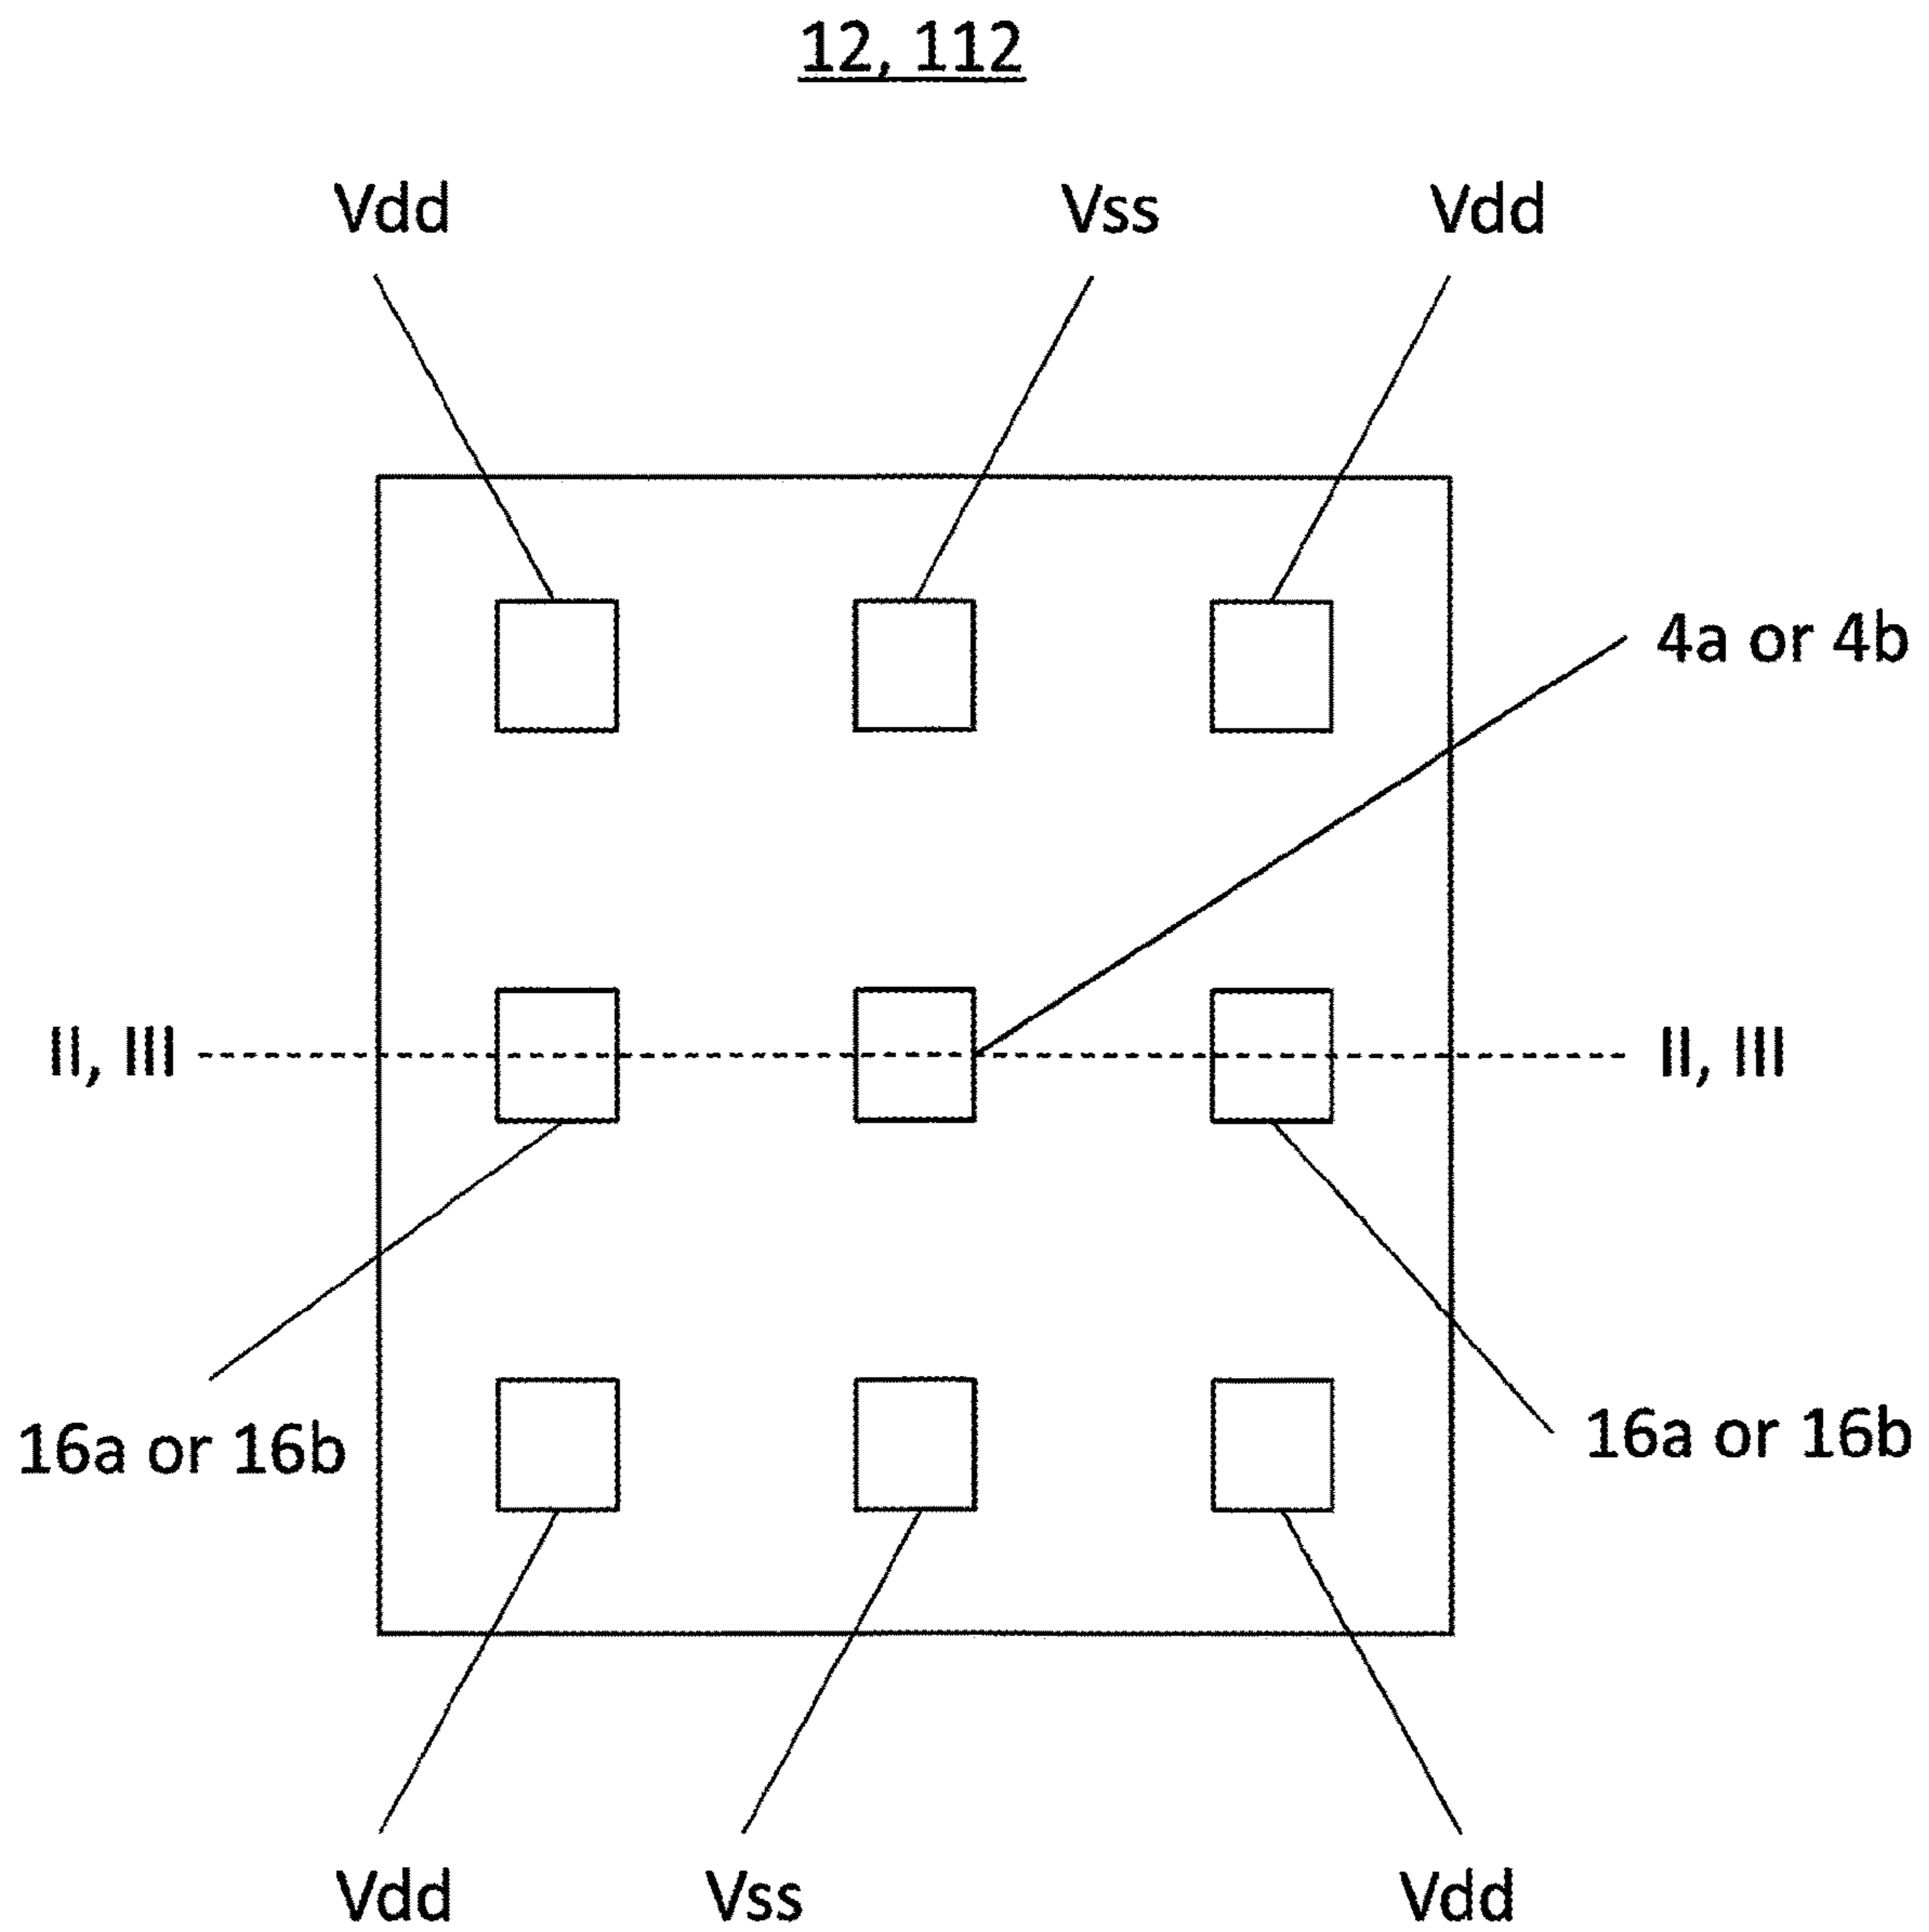 12, 112
Vdd Vss Vdd
4a or 4b
II, III II, III
16a or 16b 16a or 16b
Vdd Vss Vdd